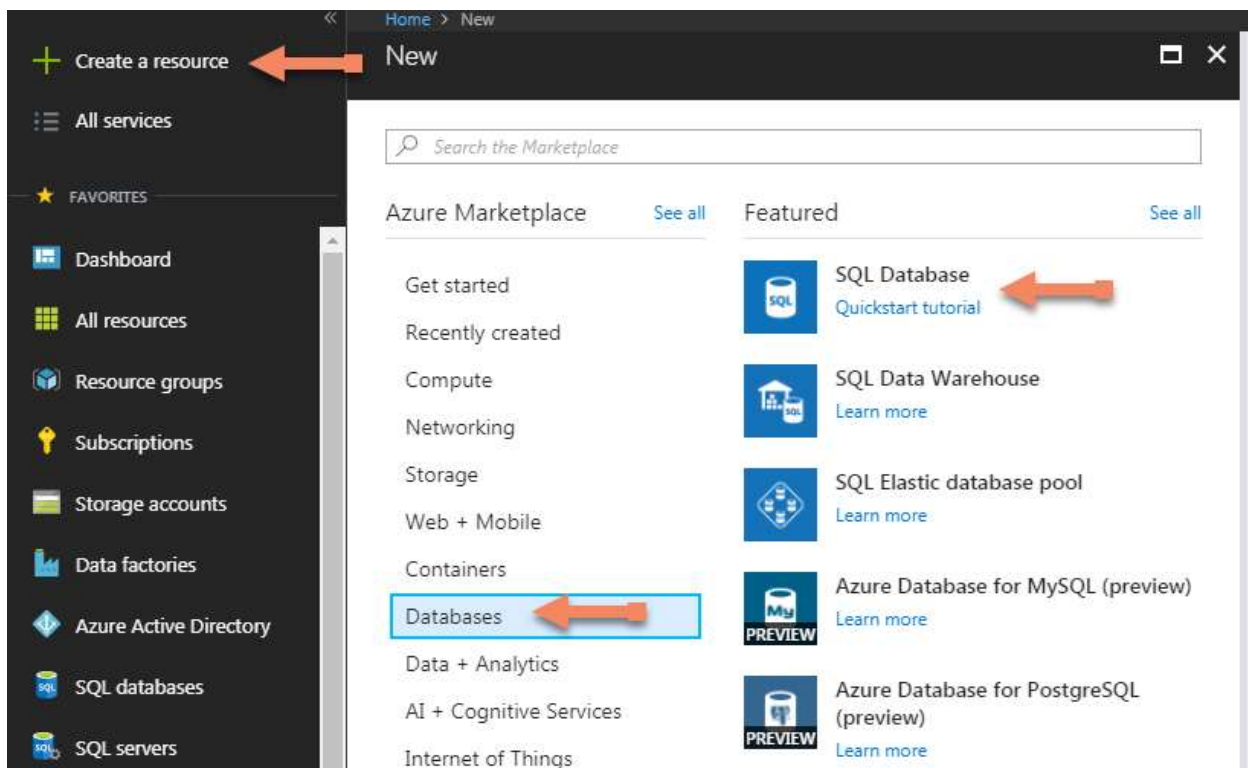 «
Home > New
Create a resource
New
All services
Search the Marketplace
FAVORITES
Azure Marketplace
See all
Featured
See all
Dashboard
All resources
Resource groups
Subscriptions
Storage accounts
Data factories
Azure Active Directory
SQL databases
SQL servers
Get started
Recently created
Compute
Networking
Storage
Web + Mobile
Containers
Databases
Data + Analytics
AI + Cognitive Services
Internet of Things
SQL
SQL Database
Quickstart tutorial
SQL
SQL Data Warehouse
Learn more
SQL Elastic database pool
Learn more
My
PREVIEW
Azure Database for MySQL (preview)
Learn more
PREVIEW
Azure Database for PostgreSQL
(preview)
Learn more